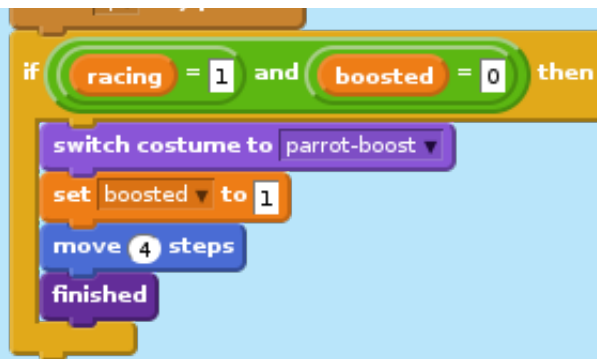 if racing = 1 and boosted = 0 then
switch costume to parrot-boost
set boosted to 1
move 4 steps
finished